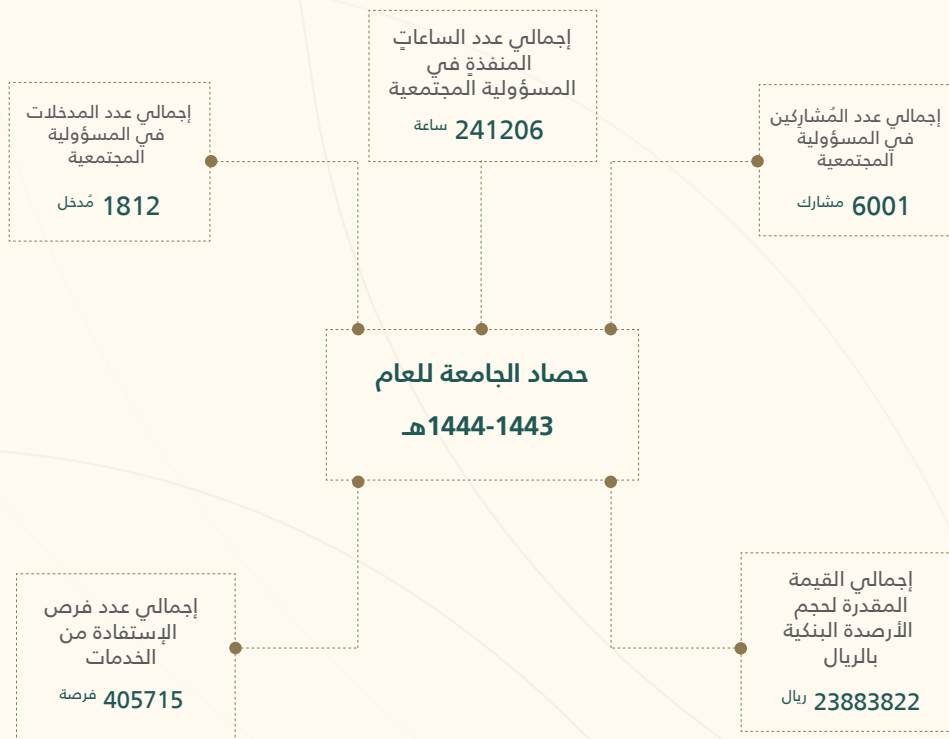 إجمالي عدد الساعاتِ
المنفذةِ في
المسؤولية المجتمعية
241206 ساعة
إجمالي عدد المُشارِكين
في المسؤولية
المجتمعية
6001 مشارك
إجمالي عدد المدخلات
في المسؤولية
المجتمعية
1812 مُدخل
حصاد الجامعة للعام
1443-1444هـ
إجمالي القيمة
المقدرة لحجم
الأرصدة البنكية
بالريال
23883822 ريال
إجمالي عدد فرص
الإستفادة من
الخدمات
405715 فرصة